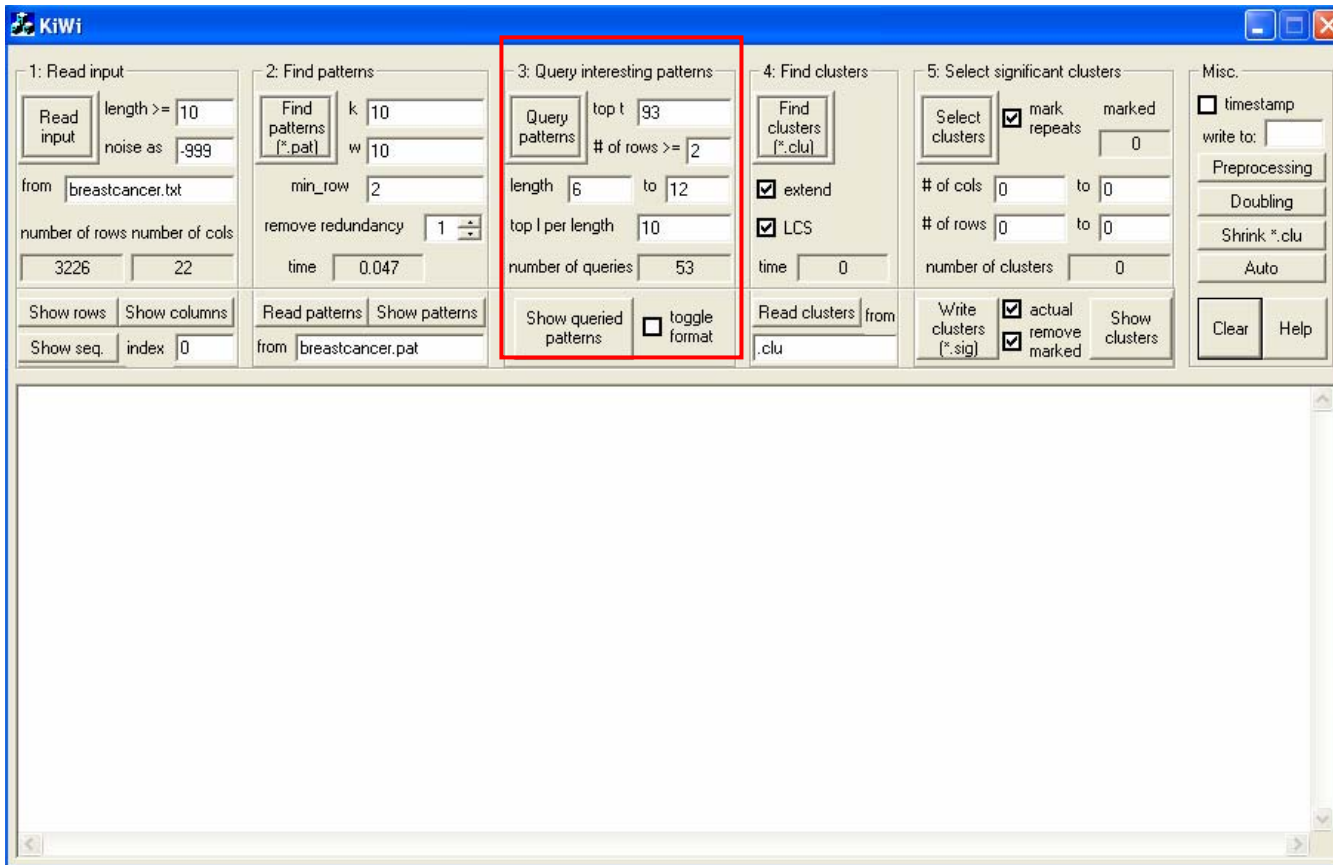 KiWi
1: Read input
Read input
length >= 10
noise as -999
from breastcancer.txt
number of rows number of cols
3226 22
Show rows Show columns
Show seq. index 0
2: Find patterns
Find patterns (*.pat)
k 10
w 10
min_row 2
remove redundancy 1
time 0.047
Read patterns Show patterns
from breastcancer.pat
3: Query interesting patterns
Query patterns
top t 93
# of rows >= 2
length 6 to 12
top l per length 10
number of queries 53
Show queried patterns
toggle format
4: Find clusters
Find clusters (*.clu)
extend
LCS
time 0
Read clusters from
.clu
5: Select significant clusters
Select clusters
mark repeats
marked
0
# of cols 0 to 0
# of rows 0 to 0
number of clusters 0
Write clusters (*.sig)
actual
remove marked
Show clusters
Misc.
timestamp
write to:
Preprocessing
Doubling
Shrink *.clu
Auto
Clear Help